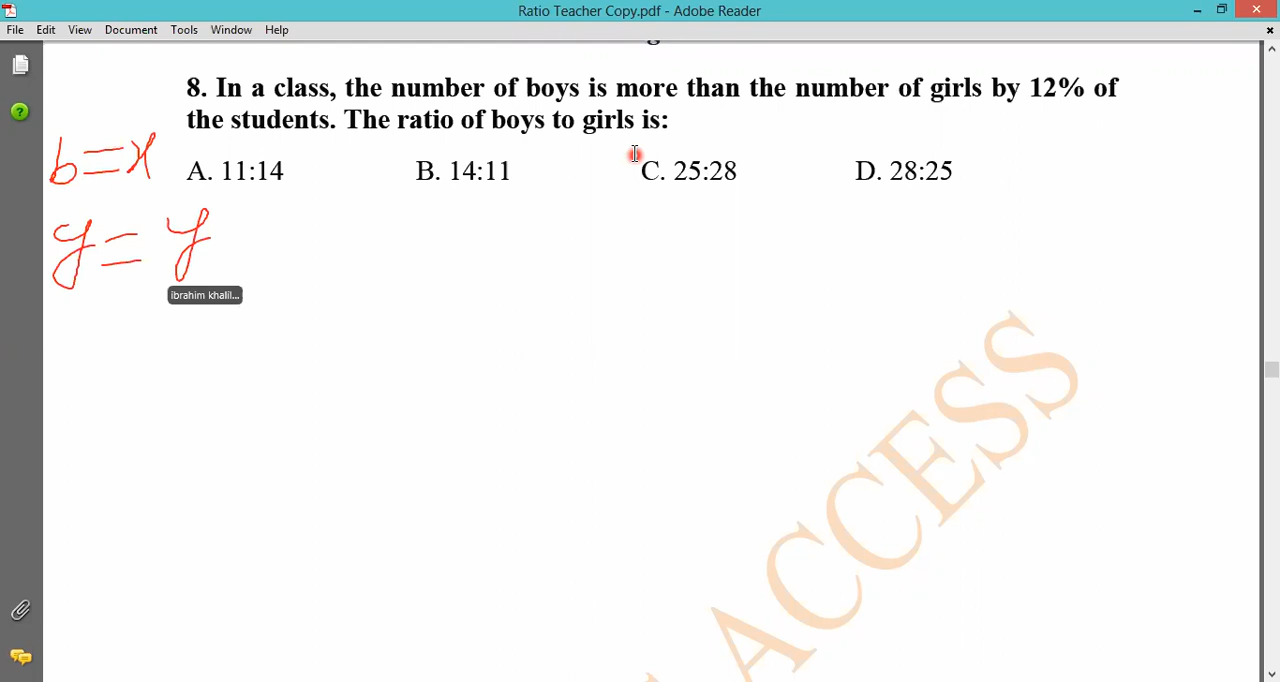 Ratio Teacher Copy.pdf - Adobe Reader
File Edit View Document Tools Window Help
8. In a class, the number of boys is more than the number of girls by 12% of
the students. The ratio of boys to girls is:
b = x
A. 11:14 B. 14:11 C. 25:28 D. 28:25
g = y
ibrahim khalil...
ACCESS